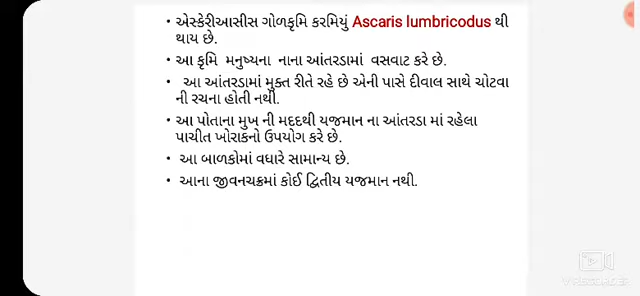 • એસ્કેરીઆસીસ ગોળકૃમિ કરમિયું Ascaris lumbricodus થી
થાય છે.
• આ કૃમિ મનુષ્યના નાના આંતરડામાં વસવાટ કરે છે.
• આ આંતરડામાં મુક્ત રીતે રહે છે એની પાસે દીવાલ સાથે ચોટવા
ની રચના હોતી નથી.
• આ પોતાના મુખ ની મદદથી યજમાન ના આંતરડા માં રહેલા
પાચીત ખોરાકનો ઉપયોગ કરે છે.
• આ બાળકોમાં વધારે સામાન્ય છે.
• આના જીવનચક્રમાં કોઈ દ્વિતીય યજમાન નથી.
VIRECORDER